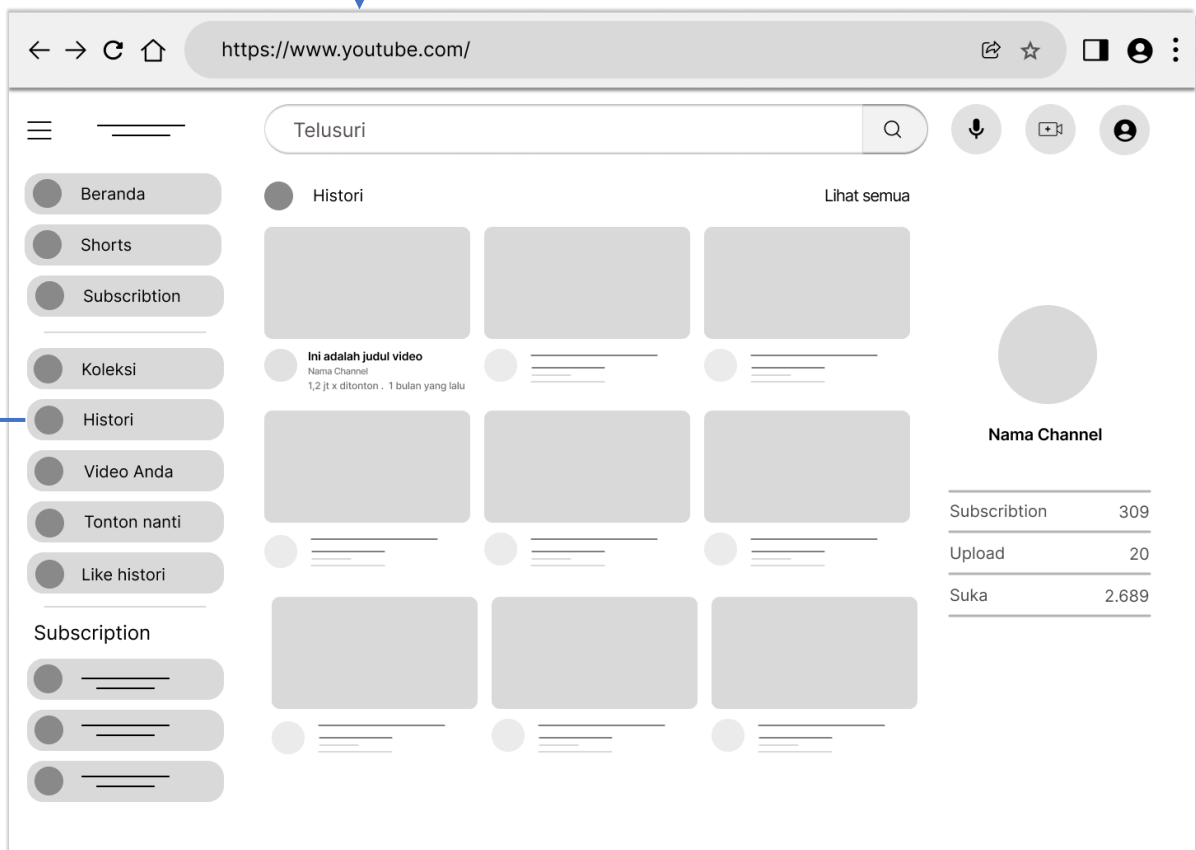 https://www.youtube.com/
Telusuri
Beranda
Shorts
Subscribtion
Koleksi
Histori
Video Anda
Tonton nanti
Like histori
Subscription
Histori
Lihat semua
Ini adalah judul video
Nama Channel
1,2 jt x ditonton . 1 bulan yang lalu
Nama Channel
Subscribtion 309
Upload 20
Suka 2.689